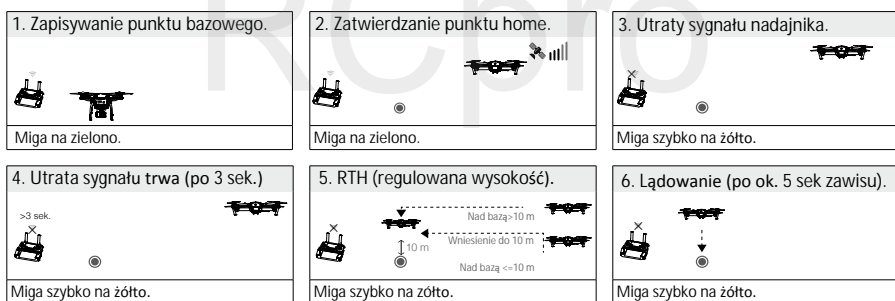 RCpro
1. Zapisywanie punktu bazowego.
Miga na zielono.
2. Zatwierdzanie punktu home.
Miga na zielono.
3. Utraty sygnału nadajnika.
Miga szybko na żółto.
4. Utrata sygnału trwa (po 3 sek.)
>3 sek.
Miga szybko na żółto.
5. RTH (regulowana wysokość).
Nad bazą>10 m
Wniesienie do 10 m
10 m
Nad bazą <=10 m
Miga szybko na zółto.
6. Lądowanie (po ok. 5 sek zawisu).
Miga szybko na żółto.